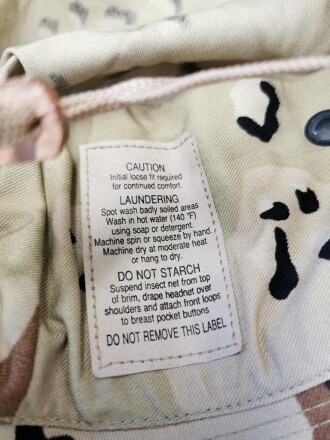 CAUTION
Initial loose fit required
for continued comfort.
LAUNDERING
Spot wash badly soiled areas
Wash in hot water (140 °F)
using soap or detergent.
Machine spin or squeeze by hand.
Machine dry at moderate heat
or hang to dry.
DO NOT STARCH
Suspend insect net from top
of brim, drape headnet over
shoulders and attach front loops
to breast pocket buttons
DO NOT REMOVE THIS LABEL